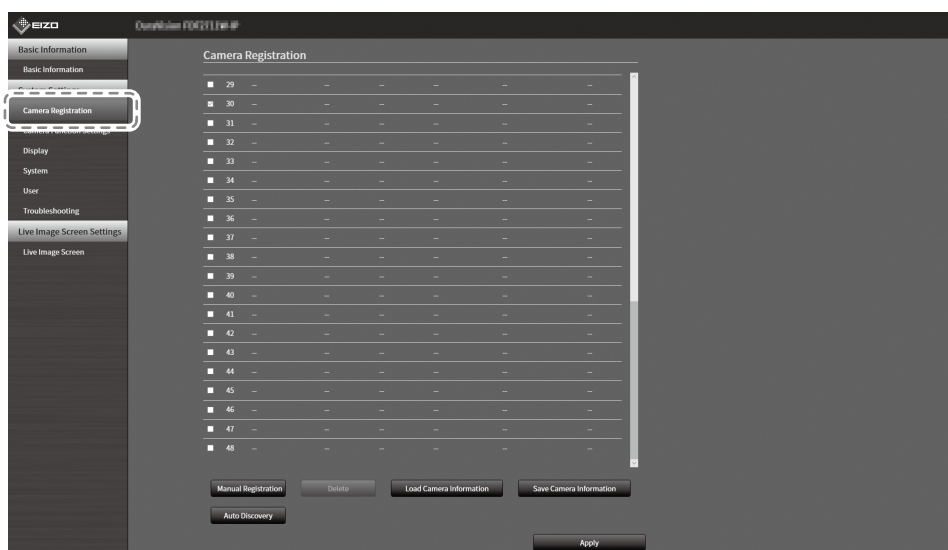 EIZO
Basic Information
Basic Information
Camera Registration
Display
System
User
Troubleshooting
Live Image Screen Settings
Live Image Screen
Camera Registration
29 -- -- -- -- -- --
30 -- -- -- -- -- --
31 -- -- -- -- -- --
32 -- -- -- -- -- --
33 -- -- -- -- -- --
34 -- -- -- -- -- --
35 -- -- -- -- -- --
36 -- -- -- -- -- --
37 -- -- -- -- -- --
38 -- -- -- -- -- --
39 -- -- -- -- -- --
40 -- -- -- -- -- --
41 -- -- -- -- -- --
42 -- -- -- -- -- --
43 -- -- -- -- -- --
44 -- -- -- -- -- --
45 -- -- -- -- -- --
46 -- -- -- -- -- --
47 -- -- -- -- -- --
48 -- -- -- -- -- --
Manual Registration Delete Load Camera Information Save Camera Information
Auto Discovery
Apply